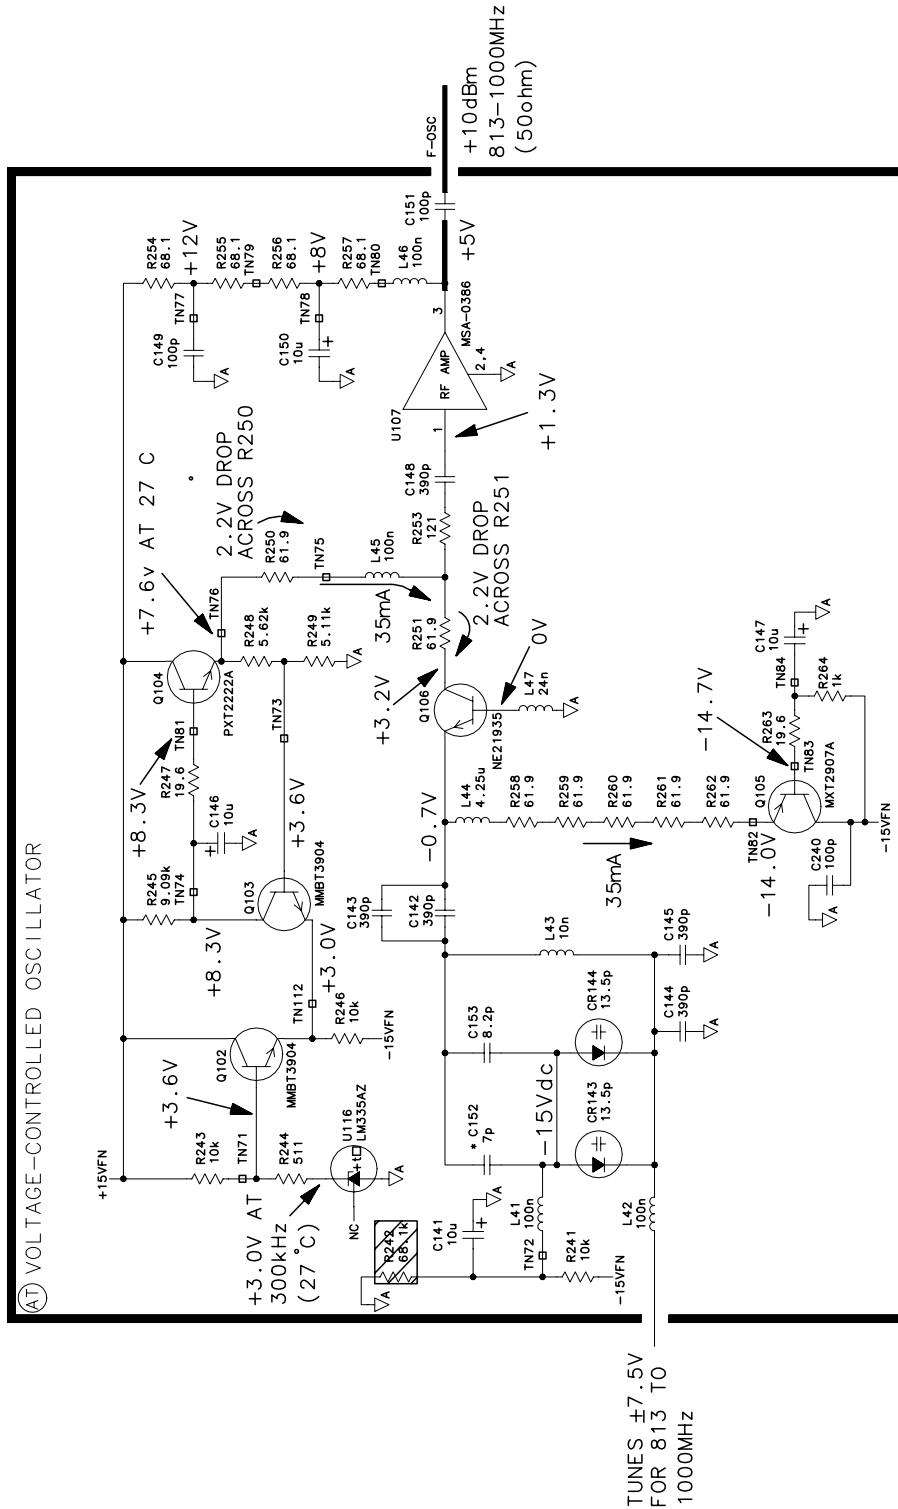 AT VOLTAGE-CONTROLLED OSCILLATOR
+15VFN
R243
10k
TN71
+3.6V
R244
511
+3.0V AT
300kHz
(27°C)
U116
LM335AZ
+t
NC
A
Q102
MMBT3904
TN112
+3.0V
R246
10k
-15VFN
R245
9.09k
TN74
+8.3V
Q103
MMBT3904
+8.3V
C146
10u
+
A
R247
19.6
TN81
+3.6V
TN73
Q104
PXT2222A
+7.6v AT 27 C
TN76
R248
5.62k
R249
5.11k
A
2.2V DROP
ACROSS R250
R250
61.9
TN75
35mA
L45
100n
R254
68.1
+12V
TN77
C149
100p
A
R255
68.1
TN79
R256
68.1
+8V
TN78
C150
10u
+
A
R257
68.1
TN80
L46
100n
+5V
C151
100p
F-OSC
+10dBm
813-1000MHz
(50ohm)
U107
RF AMP
MSA-0386
1
3
2,4
A
+1.3V
C148
390p
R253
121
R251
61.9
2.2V DROP
ACROSS R251
+3.2V
Q106
NE21935
0V
L47
24n
A
-0.7V
L44
4.25u
R258
61.9
R259
61.9
R260
61.9
R261
61.9
R262
61.9
35mA
TN82
-14.0V
Q105
MXT2907A
-14.7V
TN83
R263
19.6
TN84
C147
10u
+
A
R264
1k
-15VFN
C240
100p
A
C143
390p
C142
390p
L43
10n
C145
390p
A
C144
390p
A
C153
8.2p
* C152
7p
-15Vdc
CR144
13.5p
CR143
13.5p
R242
68.1k
A
C141
10u
+
A
L41
100n
TN72
R241
10k
-15VFN
L42
100n
TUNES ±7.5V
FOR 813 TO
1000MHz